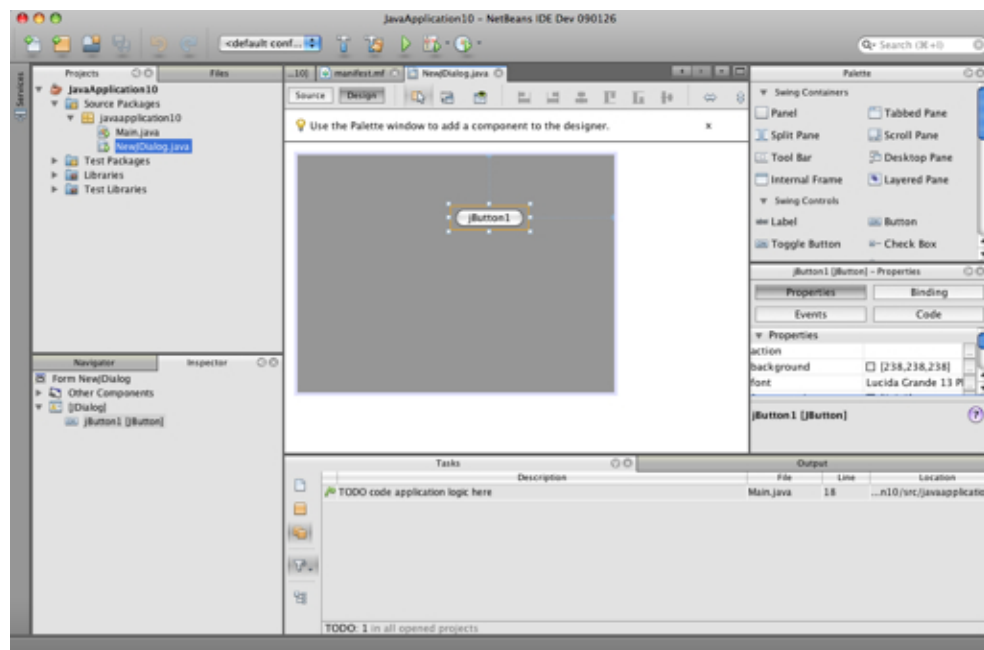 JavaApplication10 - NetBeans IDE Dev 090126
<default conf...
Search (⌘+I)
Services
Projects
Files
JavaApplication10
Source Packages
javaapplication10
Main.java
NewJDialog.java
Test Packages
Libraries
Test Libraries
...10]
manifest.mf
NewJDialog.java
Source
Design
Use the Palette window to add a component to the designer.
x
jButton1
Palette
Swing Containers
Panel
Tabbed Pane
Split Pane
Scroll Pane
Tool Bar
Desktop Pane
Internal Frame
Layered Pane
Swing Controls
Label
Button
Toggle Button
Check Box
jButton1 [JButton] - Properties
Properties
Binding
Events
Code
Properties
action
background
[238,238,238]
font
Lucida Grande 13 Pl
jButton1 [JButton]
Navigator
Inspector
Form NewJDialog
Other Components
[JDialog]
jButton1 [JButton]
Tasks
Output
Description
File
Line
Location
TODO code application logic here
Main.java
18
...n10/src/javaapplicatio
TODO: 1 in all opened projects